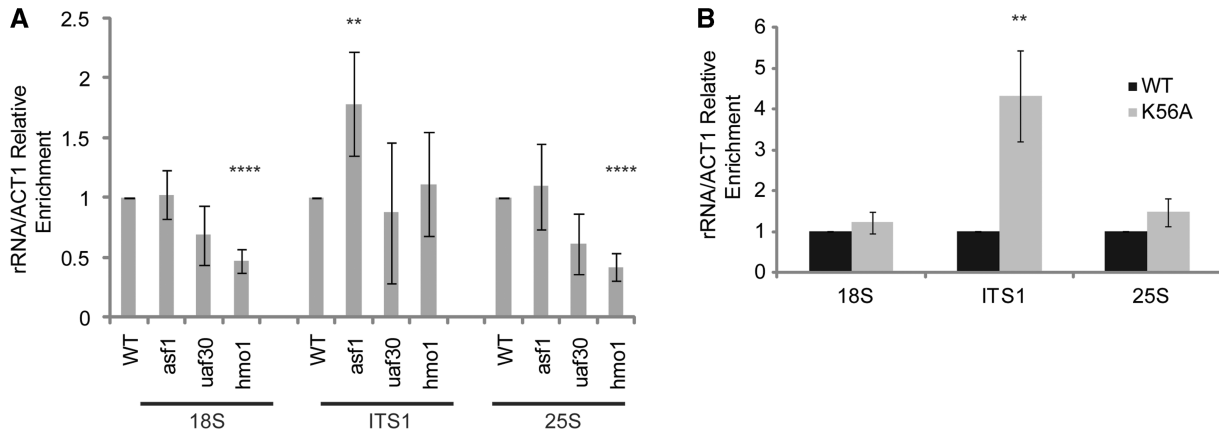 A
rRNA/ACT1 Relative
Enrichment
2.5
2
1.5
1
0.5
0
**
****
****
WT
asf1
uaf30
hmo1
WT
asf1
uaf30
hmo1
WT
asf1
uaf30
hmo1
18S
ITS1
25S
B
rRNA/ACT1 Relative
Enrichment
6
5
4
3
2
1
0
**
WT
K56A
18S
ITS1
25S